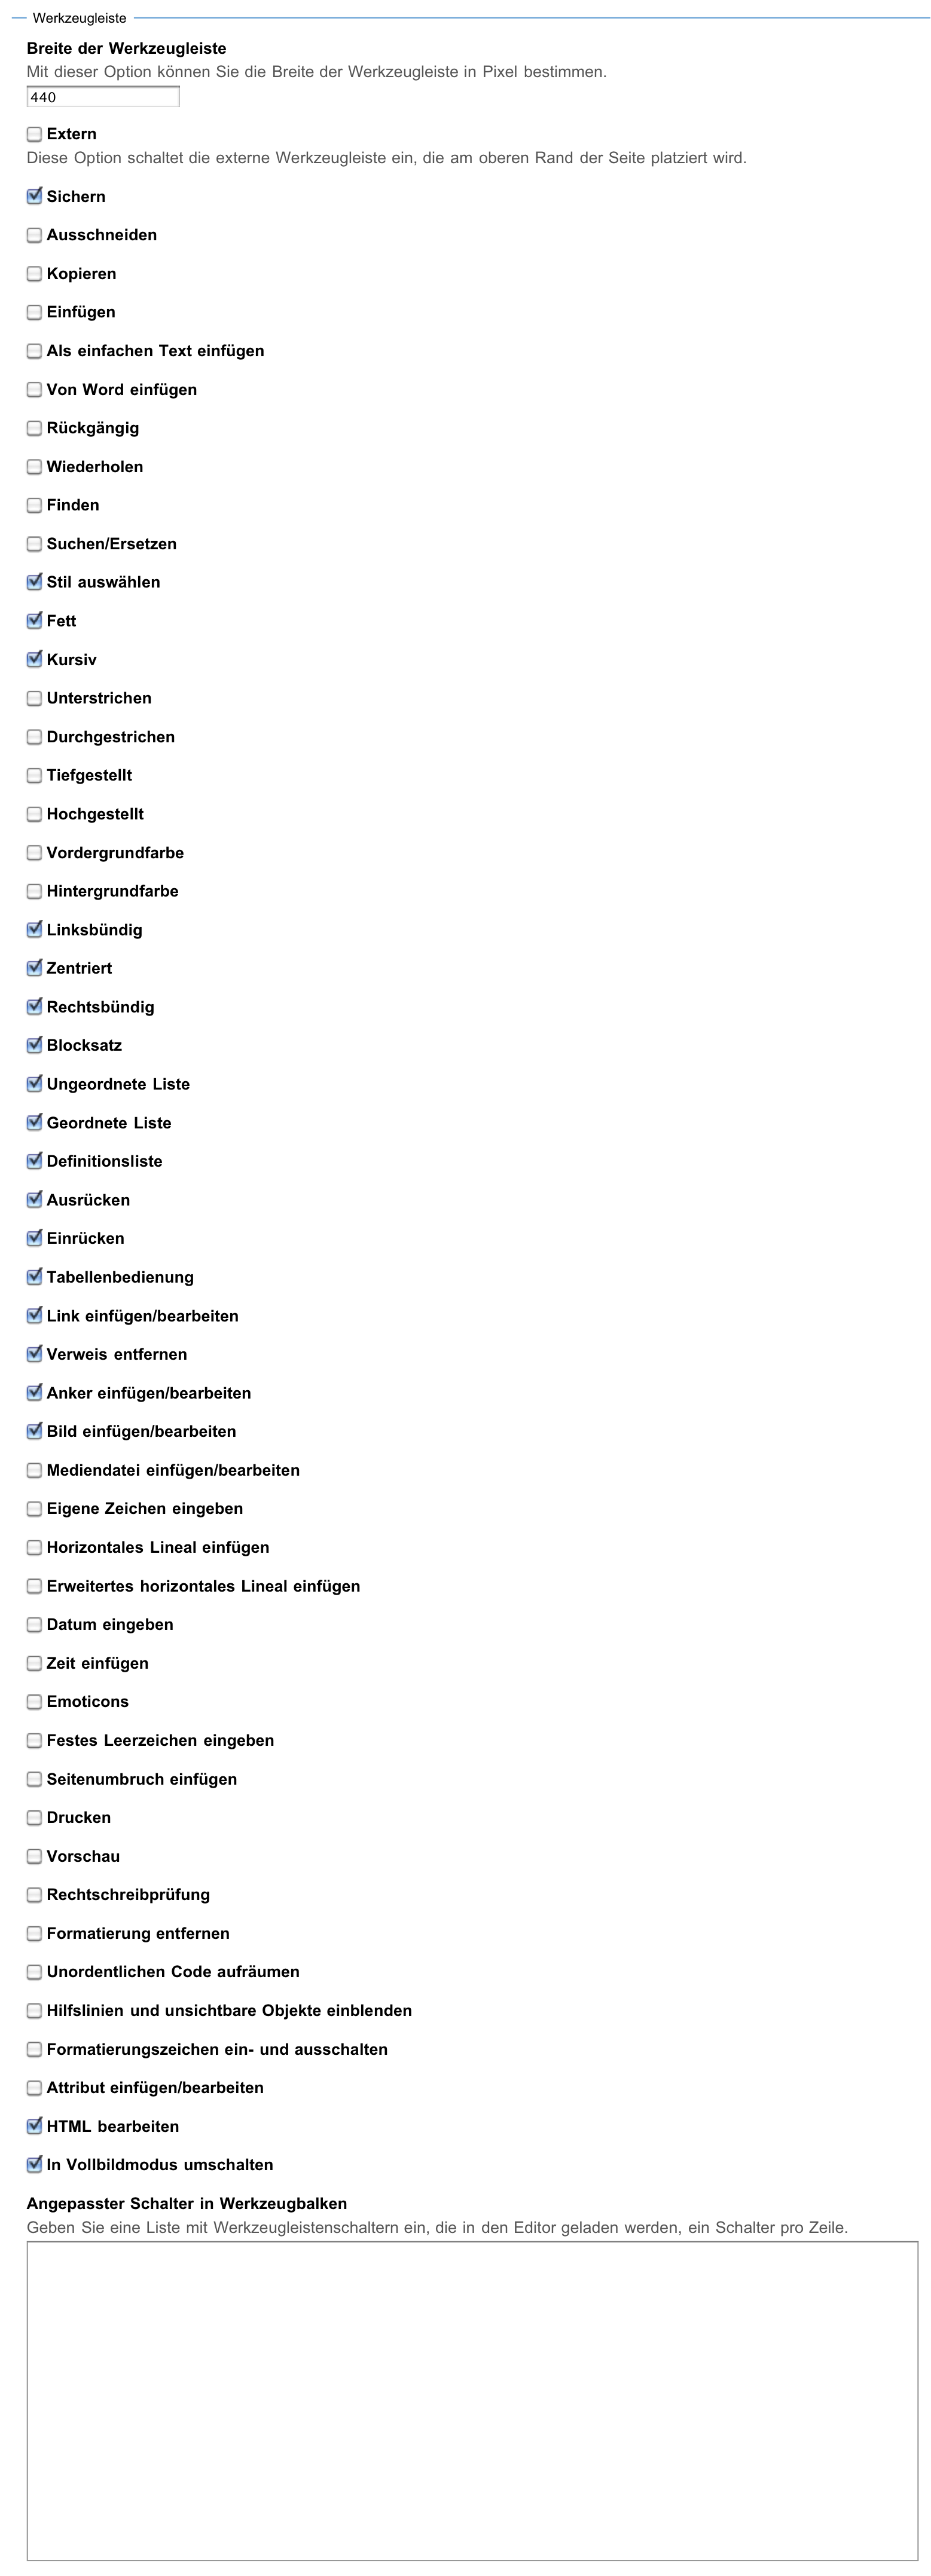 Werkzeugleiste
Breite der Werkzeugleiste
Mit dieser Option können Sie die Breite der Werkzeugleiste in Pixel bestimmen.
440
Extern
Diese Option schaltet die externe Werkzeugleiste ein, die am oberen Rand der Seite platziert wird.
Sichern
Ausschneiden
Kopieren
Einfügen
Als einfachen Text einfügen
Von Word einfügen
Rückgängig
Wiederholen
Finden
Suchen/Ersetzen
Stil auswählen
Fett
Kursiv
Unterstrichen
Durchgestrichen
Tiefgestellt
Hochgestellt
Vordergrundfarbe
Hintergrundfarbe
Linksbündig
Zentriert
Rechtsbündig
Blocksatz
Ungeordnete Liste
Geordnete Liste
Definitionsliste
Ausrücken
Einrücken
Tabellenbedienung
Link einfügen/bearbeiten
Verweis entfernen
Anker einfügen/bearbeiten
Bild einfügen/bearbeiten
Mediendatei einfügen/bearbeiten
Eigene Zeichen eingeben
Horizontales Lineal einfügen
Erweitertes horizontales Lineal einfügen
Datum eingeben
Zeit einfügen
Emoticons
Festes Leerzeichen eingeben
Seitenumbruch einfügen
Drucken
Vorschau
Rechtschreibprüfung
Formatierung entfernen
Unordentlichen Code aufräumen
Hilfslinien und unsichtbare Objekte einblenden
Formatierungszeichen ein- und ausschalten
Attribut einfügen/bearbeiten
HTML bearbeiten
In Vollbildmodus umschalten
Angepasster Schalter in Werkzeugbalken
Geben Sie eine Liste mit Werkzeugleistenschaltern ein, die in den Editor geladen werden, ein Schalter pro Zeile.